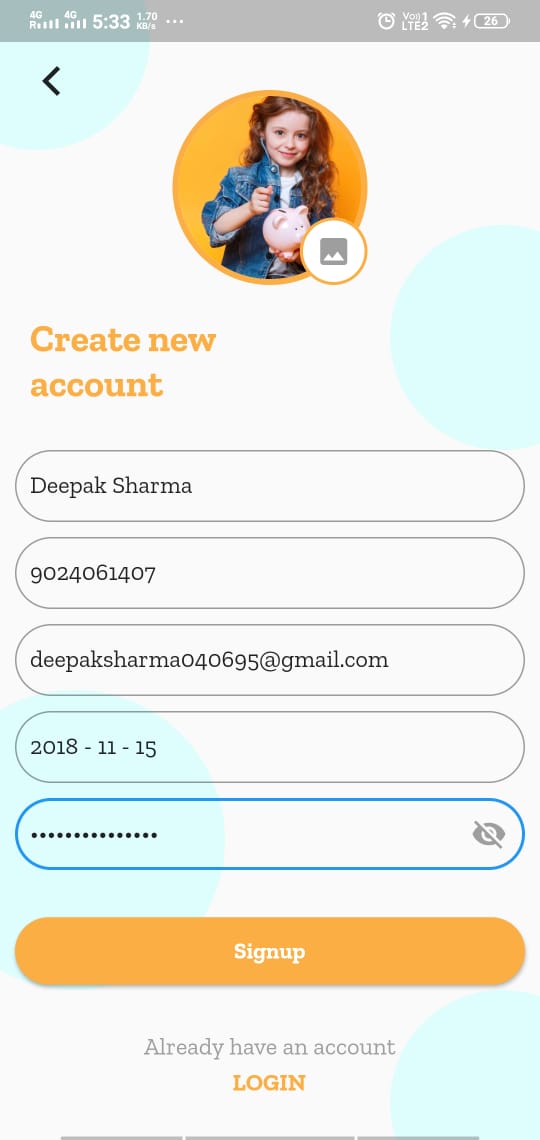 4G R 4G 5:33 1.70 KB/s ... Vo) 1 LTE2 26
Create new
account
Deepak Sharma
9024061407
deepaksharma040695@gmail.com
2018 - 11 - 15
•••••••••••••••
Signup
Already have an account
LOGIN